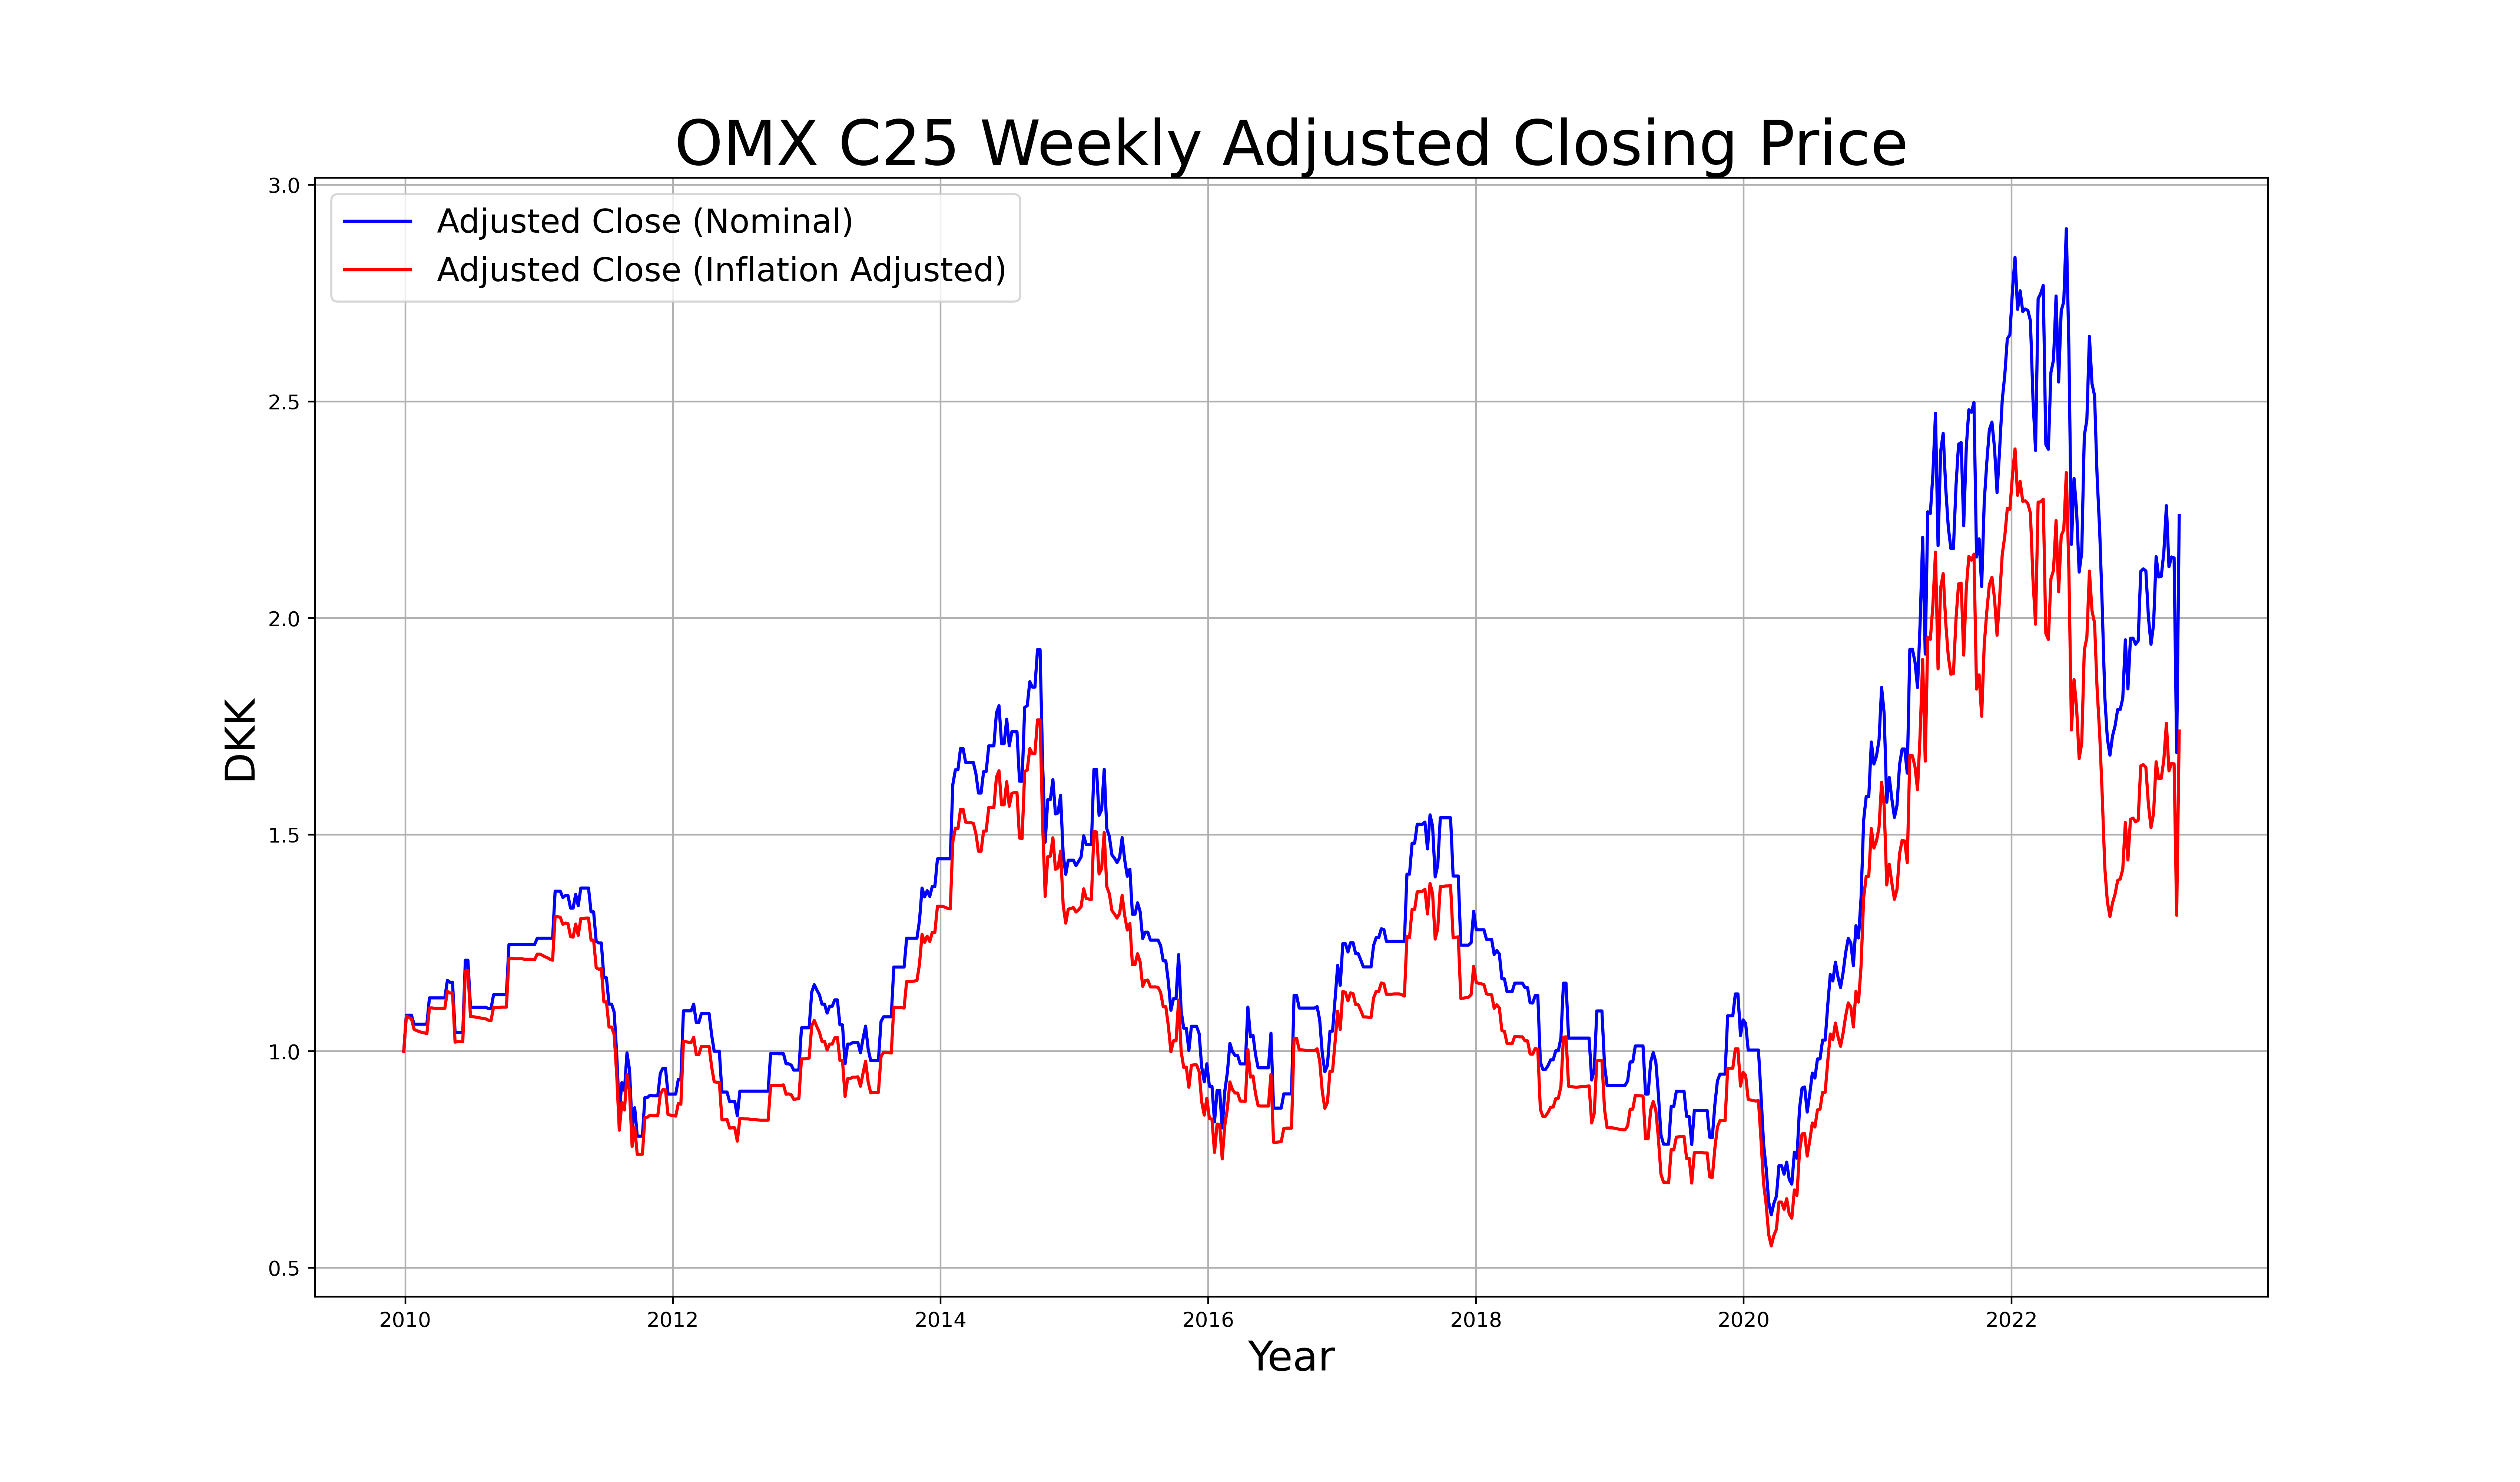 OMX C25 Weekly Adjusted Closing Price
Adjusted Close (Nominal)
Adjusted Close (Inflation Adjusted)
3.0
2.5
2.0
1.5
1.0
0.5
DKK
2010 2012 2014 2016 2018 2020 2022
Year